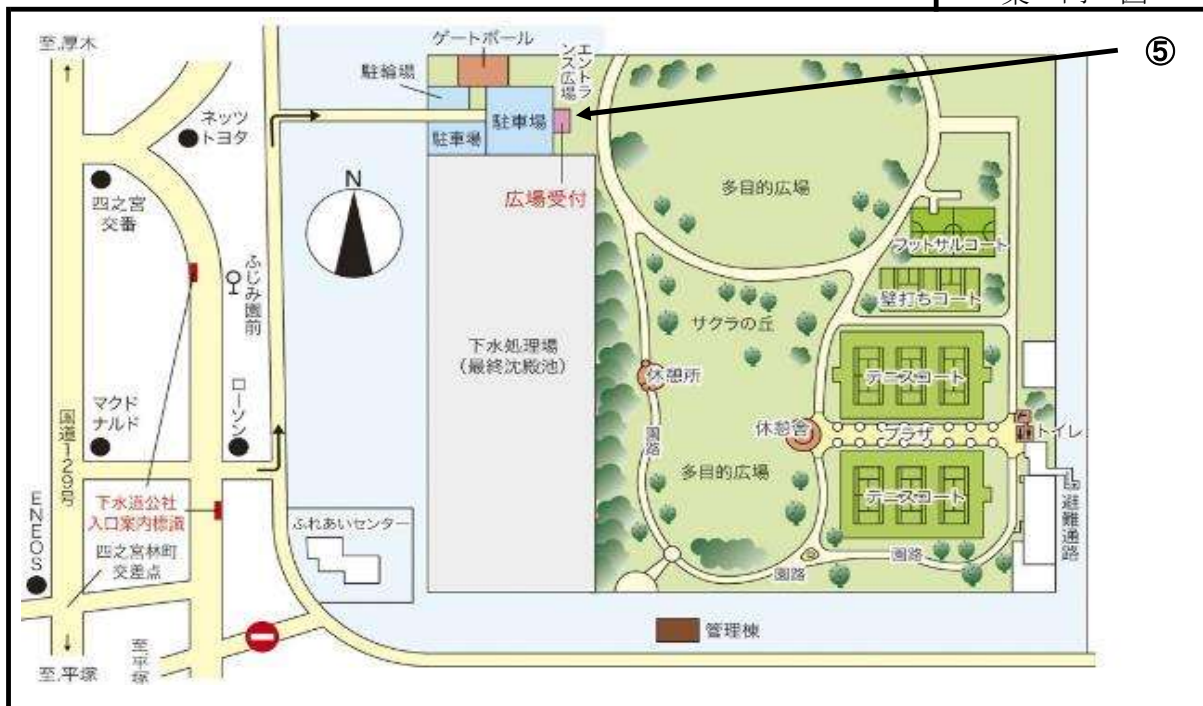 案内図
⑤
至.厚木
ゲートボール
エントラ
ンス広場
駐輪場
ネッツ
トヨタ
駐車場
駐車場
広場受付
N
四之宮
交番
多目的広場
フットサルコート
ふじみ園前
壁打ちコート
サクラの丘
下水処理場
(最終沈殿池)
休憩所
テニスコート
マクド
ナルド
ローソン
国道129号
園路
休憩舎
プラザ
トイレ
多目的広場
テニスコート
避難通路
下水道公社
入口案内標識
ENEOS
ふれあいセンター
四之宮林町
交差点
園路
園路
管理棟
至.平塚
至.平塚